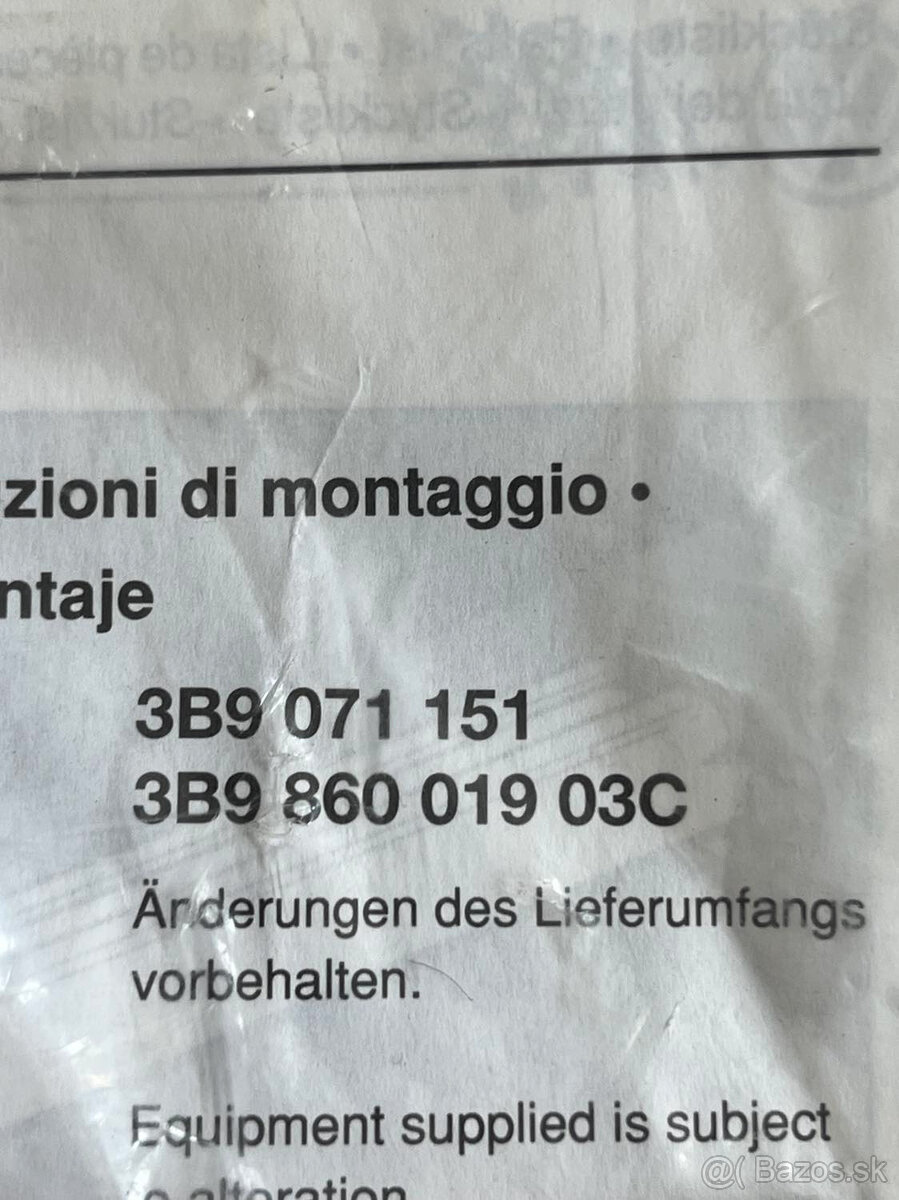 zioni di montaggio •
ntaje
3B9 071 151
3B9 860 019 03C
Änderungen des Lieferumfangs
vorbehalten.
Equipment supplied is subject
alteration
@( Bazos.sk